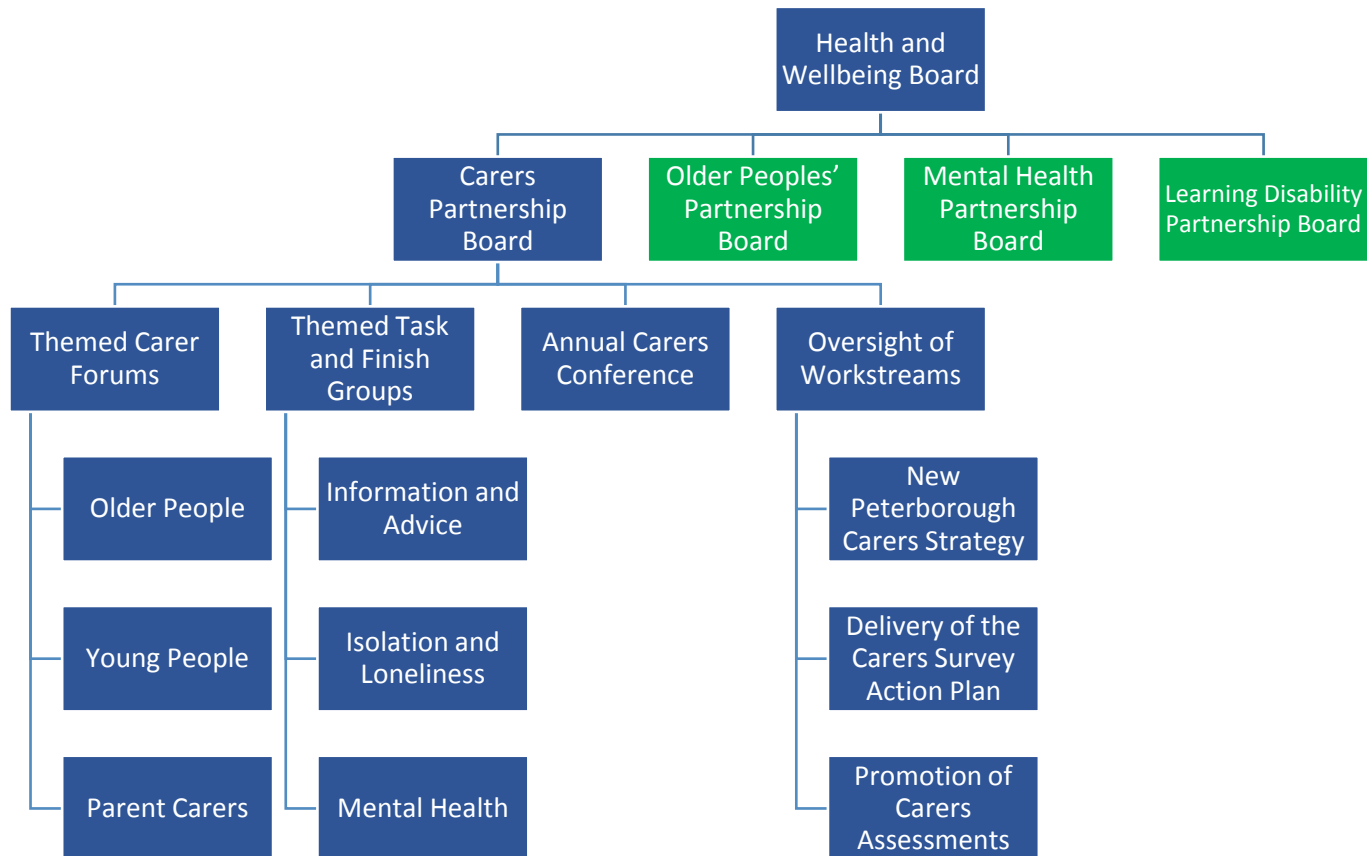 Health and
Wellbeing Board
Carers
Partnership
Board
Older Peoples’
Partnership
Board
Mental Health
Partnership
Board
Learning Disability
Partnership Board
Themed Carer
Forums
Themed Task
and Finish
Groups
Annual Carers
Conference
Oversight of
Workstreams
Older People
Information and
Advice
New
Peterborough
Carers Strategy
Young People
Isolation and
Loneliness
Delivery of the
Carers Survey
Action Plan
Parent Carers
Mental Health
Promotion of
Carers
Assessments